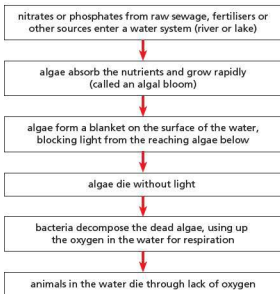 nitrates or phosphates from raw sewage, fertilisers or
other sources enter a water system (river or lake)
algae absorb the nutrients and grow rapidly
(called an algal bloom)
algae form a blanket on the surface of the water,
blocking light from the reaching algae below
algae die without light
bacteria decompose the dead algae, using up
the oxygen in the water for respiration
animals in the water die through lack of oxygen